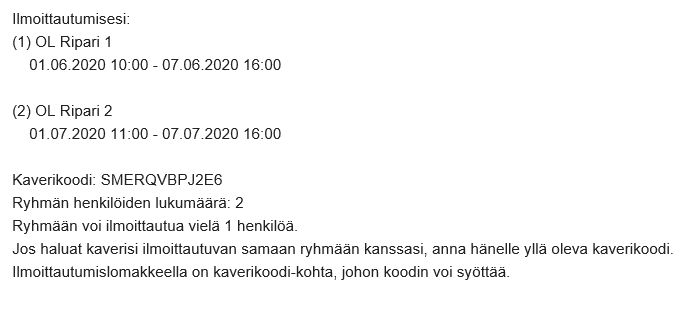 Ilmoittautumisesi:
(1) OL Ripari 1
01.06.2020 10:00 - 07.06.2020 16:00
(2) OL Ripari 2
01.07.2020 11:00 - 07.07.2020 16:00
Kaverikoodi: SMERQVBPJ2E6
Ryhmän henkilöiden lukumäärä: 2
Ryhmään voi ilmoittautua vielä 1 henkilöä.
Jos haluat kaverisi ilmoittautuvan samaan ryhmään kanssasi, anna hänelle yllä oleva kaverikoodi.
Ilmoittautumislomakkeella on kaverikoodi-kohta, johon koodin voi syöttää.